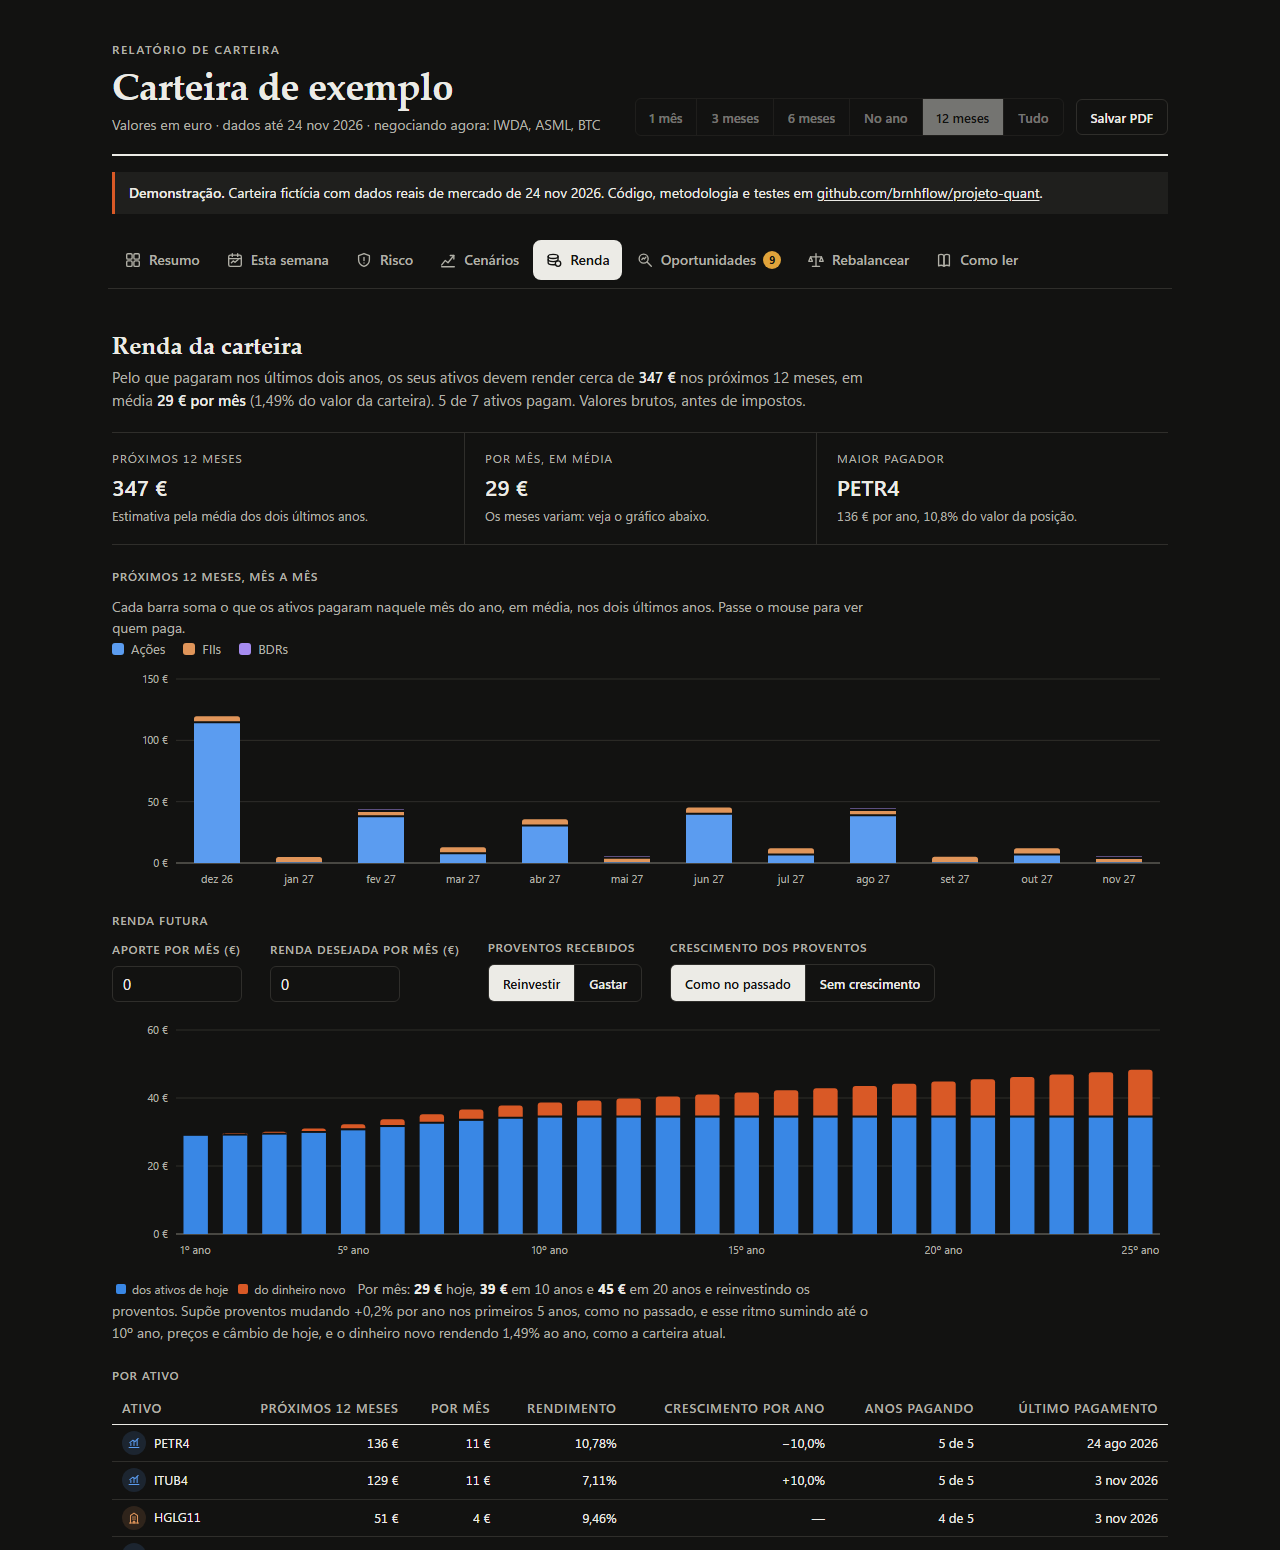 RELATÓRIO DE CARTEIRA
Carteira de exemplo
Valores em euro · dados até 24 nov 2026 · negociando agora: IWDA, ASML, BTC
1 mês 3 meses 6 meses No ano 12 meses Tudo Salvar PDF
Demonstração. Carteira fictícia com dados reais de mercado de 24 nov 2026. Código, metodologia e testes em github.com/brnhflow/projeto-quant.
Resumo Esta semana Risco Cenários Renda Oportunidades 9 Rebalancear Como ler
Renda da carteira
Pelo que pagaram nos últimos dois anos, os seus ativos devem render cerca de 347 € nos próximos 12 meses, em
média 29 € por mês (1,49% do valor da carteira). 5 de 7 ativos pagam. Valores brutos, antes de impostos.
PRÓXIMOS 12 MESES
347 €
Estimativa pela média dos dois últimos anos.
POR MÊS, EM MÉDIA
29 €
Os meses variam: veja o gráfico abaixo.
MAIOR PAGADOR
PETR4
136 € por ano, 10,8% do valor da posição.
PRÓXIMOS 12 MESES, MÊS A MÊS
Cada barra soma o que os ativos pagaram naquele mês do ano, em média, nos dois últimos anos. Passe o mouse para ver
quem paga.
Ações FIIs BDRs
150 €
100 €
50 €
0 €
dez 26 jan 27 fev 27 mar 27 abr 27 mai 27 jun 27 jul 27 ago 27 set 27 out 27 nov 27
RENDA FUTURA
APORTE POR MÊS (€) RENDA DESEJADA POR MÊS (€) PROVENTOS RECEBIDOS CRESCIMENTO DOS PROVENTOS
0 0 Reinvestir Gastar Como no passado Sem crescimento
60 €
40 €
20 €
0 €
1º ano 5º ano 10º ano 15º ano 20º ano 25º ano
dos ativos de hoje do dinheiro novo Por mês: 29 € hoje, 39 € em 10 anos e 45 € em 20 anos e reinvestindo os
proventos. Supõe proventos mudando +0,2% por ano nos primeiros 5 anos, como no passado, e esse ritmo sumindo até o
10º ano, preços e câmbio de hoje, e o dinheiro novo rendendo 1,49% ao ano, como a carteira atual.
POR ATIVO
ATIVO PRÓXIMOS 12 MESES POR MÊS RENDIMENTO CRESCIMENTO POR ANO ANOS PAGANDO ÚLTIMO PAGAMENTO
PETR4 136 € 11 € 10,78% −10,0% 5 de 5 24 ago 2026
ITUB4 129 € 11 € 7,11% +10,0% 5 de 5 3 nov 2026
HGLG11 51 € 4 € 9,46% — 4 de 5 3 nov 2026